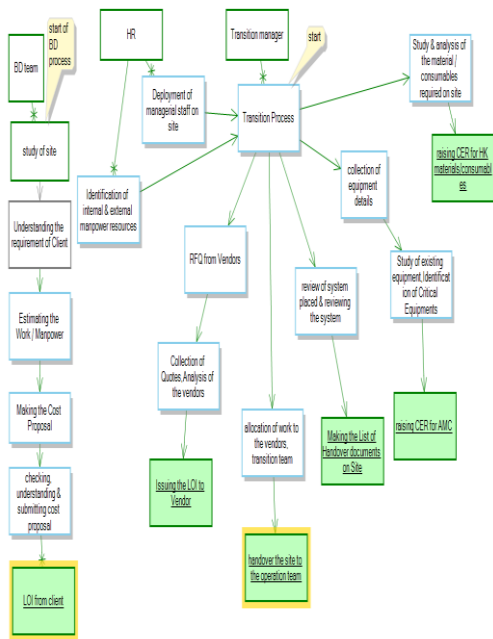 start of
BD
process
BD team
study of site
Understanding the
requirement of Client
Estimating the
Work / Manpower
Making the Cost
Proposal
checking,
understanding &
submitting cost
proposal
LOI from client
HR
Deployment of
managerial staff on
site
Identification of
internal & external
manpower resources
Transition manager
start
Transition Process
RFQ from Vendors
Collection of
Quotes, Analysis of
the vendors
Issuing the LOI to
Vendor
allocation of work to
the vendors,
transition team
handover the site to
the operation team
review of system
placed & reviewing
the system
Making the List of
Handover documents
on Site
collection of
equipment
details
Study of existing
equipment, Identificat
ion of Critical
Equipments
raising CER for AMC
Study & analysis of
the material /
consumables
required on site
raising CER for HK
materials/consumabl
es